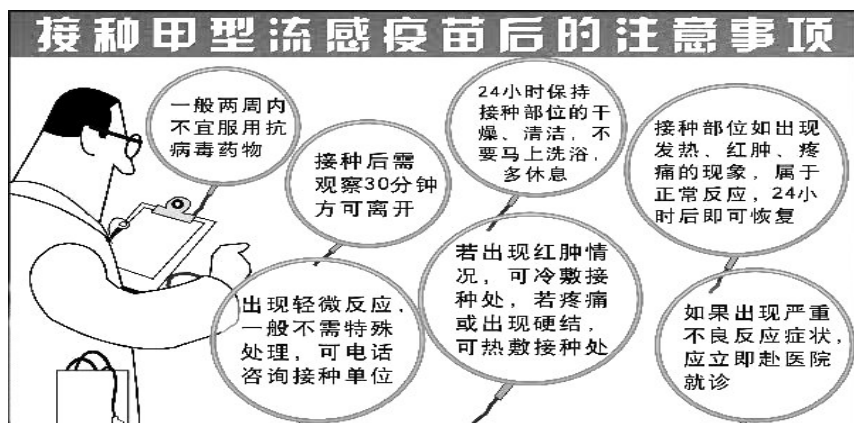 接种甲型流感疫苗后的注意事项
一般两周内
不宜服用抗
病毒药物
接种后需
观察30分钟
方可离开
24小时保持
接种部位的干
燥、清洁，不
要马上洗浴，
多休息
接种部位如出现
发热、红肿、疼
痛的现象，属于
正常反应，24小
时后即可恢复
出现轻微反应，
一般不需特殊
处理，可电话
咨询接种单位
若出现红肿情
况，可冷敷接
种处，若疼痛
或出现硬结，
可热敷接种处
如果出现严重
不良反应症状，
应立即赴医院
就诊